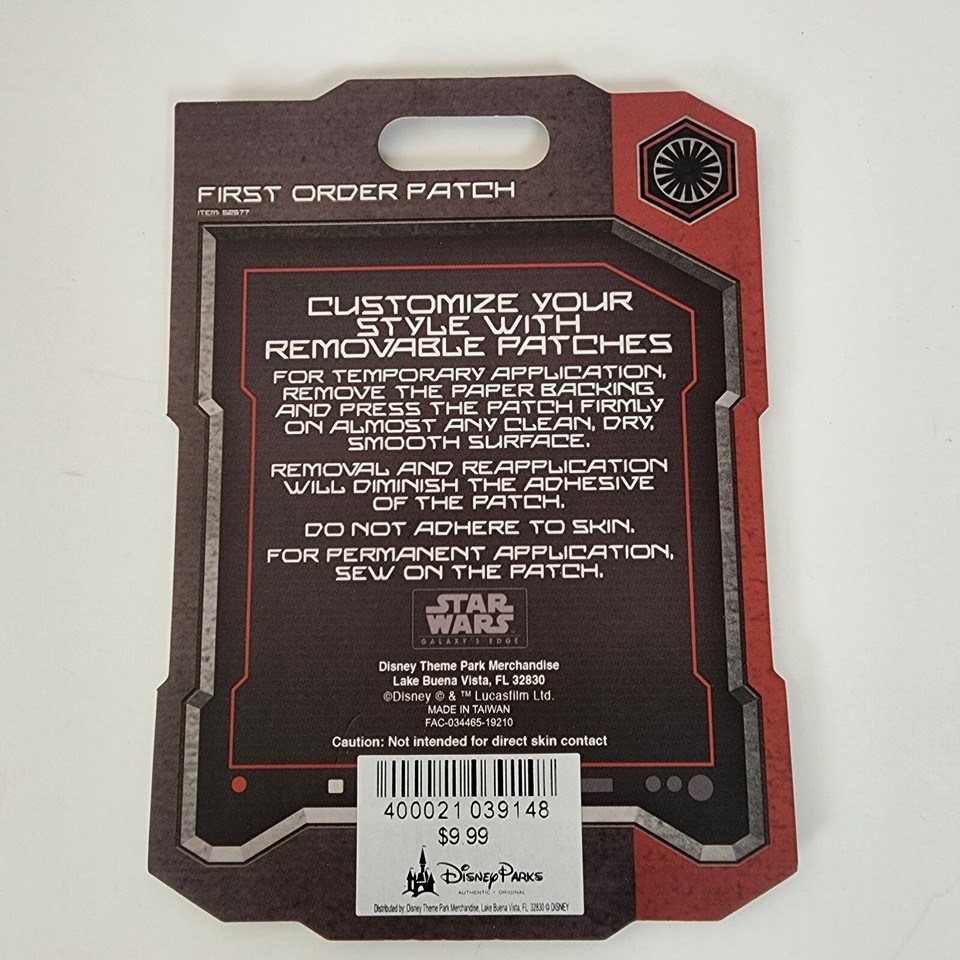 FIRST ORDER PATCH
ITEM: 62577
CUSTOMIZE YOUR
STYLE WITH
REMOVABLE PATCHES
FOR TEMPORARY APPLICATION,
REMOVE THE PAPER BACKING
AND PRESS THE PATCH FIRMLY
ON ALMOST ANY CLEAN, DRY,
SMOOTH SURFACE.
REMOVAL AND REAPPLICATION
WILL DIMINISH THE ADHESIVE
OF THE PATCH.
DO NOT ADHERE TO SKIN.
FOR PERMANENT APPLICATION,
SEW ON THE PATCH.
STAR
WARS
GALAXY'S EDGE
Disney Theme Park Merchandise
Lake Buena Vista, FL 32830
©Disney © & ™ Lucasfilm Ltd.
MADE IN TAIWAN
FAC-034465-19210
Caution: Not intended for direct skin contact
400021 039148
$9.99
Disney Parks
AUTHENTIC • ORIGINAL
Distributed by: Disney Theme Park Merchandise, Lake Buena Vista, FL 32830 © DISNEY